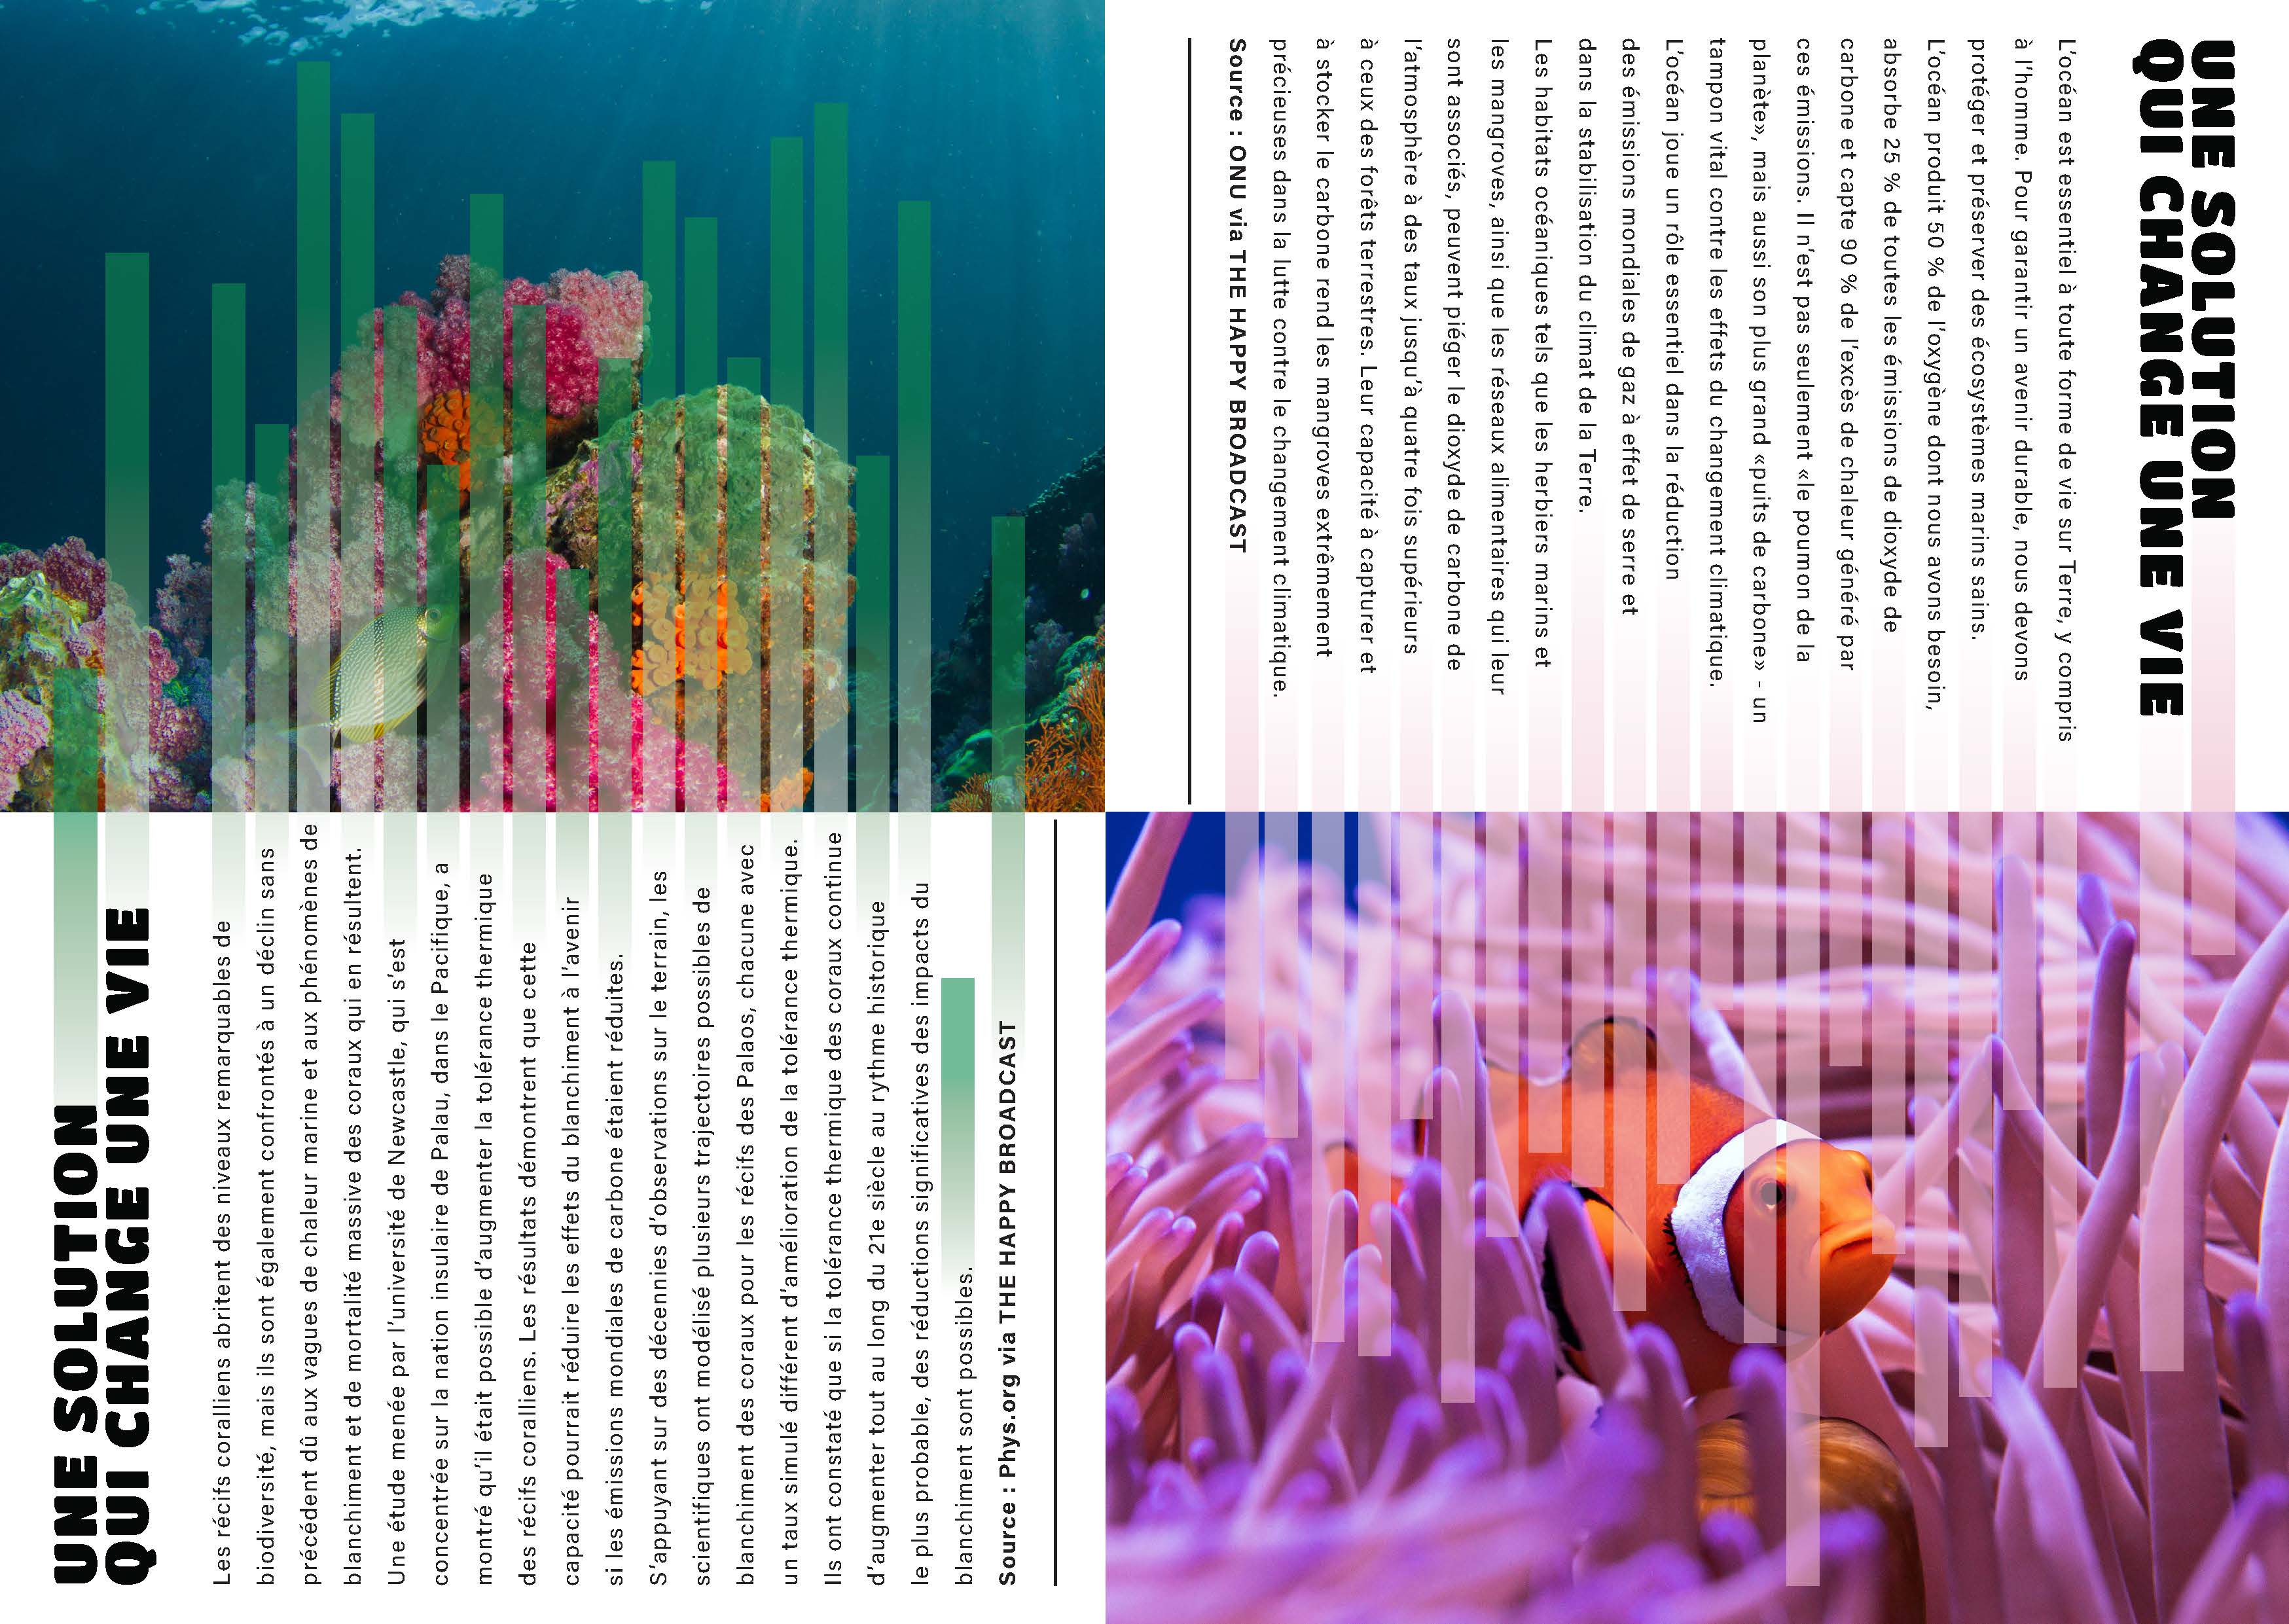 UNE SOLUTION
QUI CHANGE UNE VIE
Les récifs coralliens abritent des niveaux remarquables de
biodiversité, mais ils sont également confrontés à un déclin sans
précédent dû aux vagues de chaleur marine et aux phénomènes de
blanchiment et de mortalité massive des coraux qui en résultent.
Une étude menée par l’université de Newcastle, qui s’est
concentrée sur la nation insulaire de Palau, dans le Pacifique, a
montré qu’il était possible d’augmenter la tolérance thermique
des récifs coralliens. Les résultats démontrent que cette
capacité pourrait réduire les effets du blanchiment à l’avenir
si les émissions mondiales de carbone étaient réduites.
S’appuyant sur des décennies d’observations sur le terrain, les
scientifiques ont modélisé plusieurs trajectoires possibles de
blanchiment des coraux pour les récifs des Palaos, chacune avec
un taux simulé différent d’amélioration de la tolérance thermique.
Ils ont constaté que si la tolérance thermique des coraux continue
d’augmenter tout au long du 21e siècle au rythme historique
le plus probable, des réductions significatives des impacts du
blanchiment sont possibles.
Source : Phys.org via THE HAPPY BROADCAST
UNE SOLUTION
QUI CHANGE UNE VIE
L’océan est essentiel à toute forme de vie sur Terre, y compris
à l’homme. Pour garantir un avenir durable, nous devons
protéger et préserver des écosystèmes marins sains.
L’océan produit 50 % de l’oxygène dont nous avons besoin,
absorbe 25 % de toutes les émissions de dioxyde de
carbone et capte 90 % de l’excès de chaleur généré par
ces émissions. Il n’est pas seulement «le poumon de la
planète», mais aussi son plus grand «puits de carbone» - un
tampon vital contre les effets du changement climatique.
L’océan joue un rôle essentiel dans la réduction
des émissions mondiales de gaz à effet de serre et
dans la stabilisation du climat de la Terre.
Les habitats océaniques tels que les herbiers marins et
les mangroves, ainsi que les réseaux alimentaires qui leur
sont associés, peuvent piéger le dioxyde de carbone de
l’atmosphère à des taux jusqu’à quatre fois supérieurs
à ceux des forêts terrestres. Leur capacité à capturer et
à stocker le carbone rend les mangroves extrêmement
précieuses dans la lutte contre le changement climatique.
Source : ONU via THE HAPPY BROADCAST